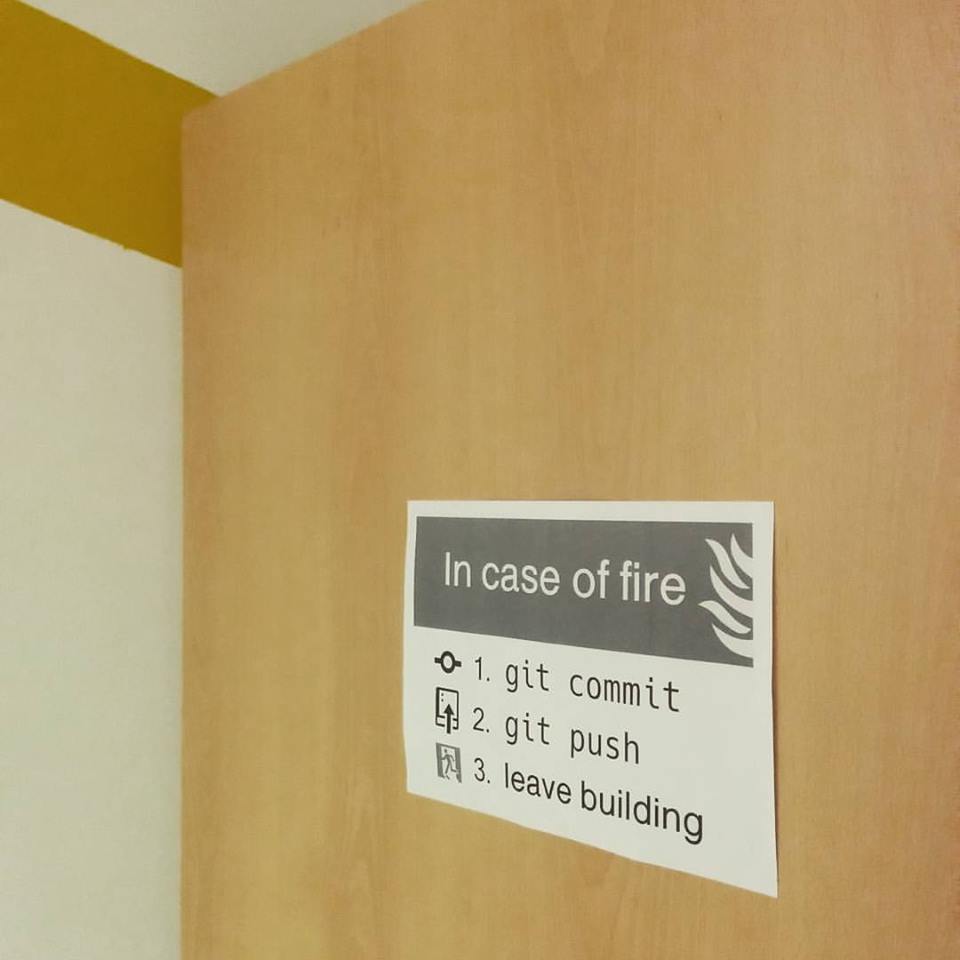 In case of fire
1. git commit
2. git push
3. leave building